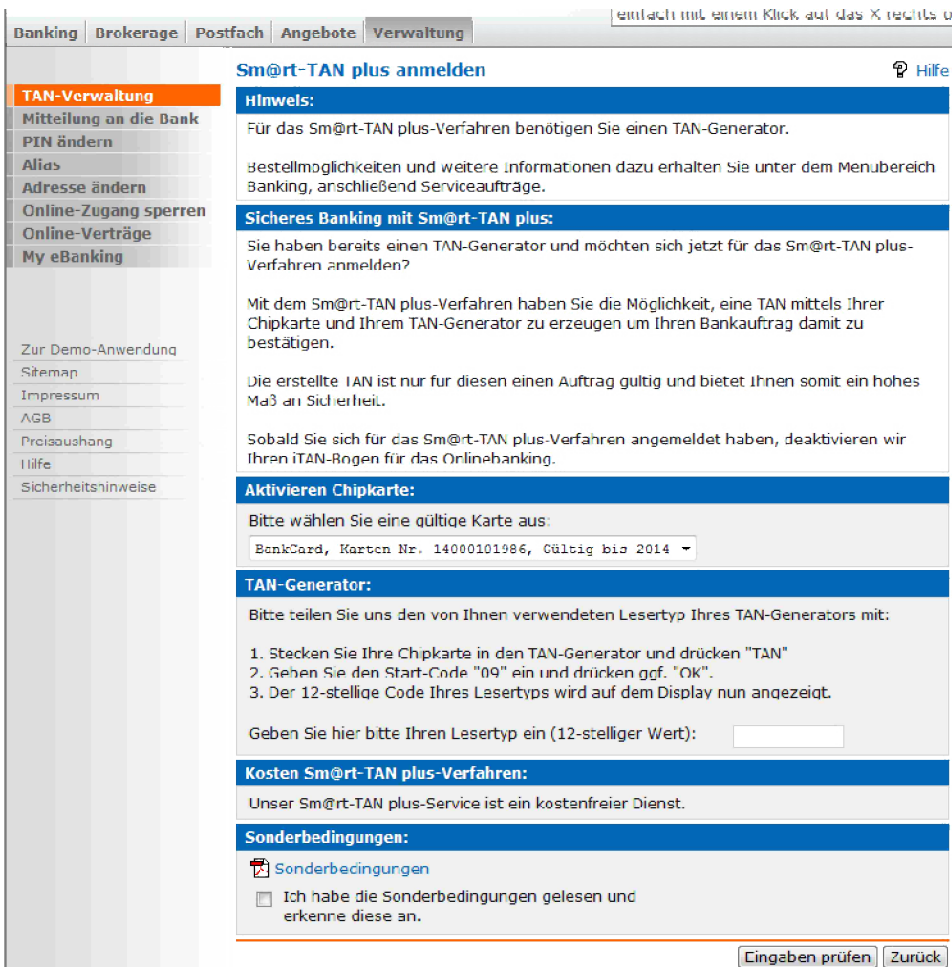 einfach mit einem Klick auf das X rechts o
Banking Brokerage Postfach Angebote Verwaltung
Sm@rt-TAN plus anmelden
Hilfe
TAN-Verwaltung
Mitteilung an die Bank
PIN ändern
Alias
Adresse ändern
Online-Zugang sperren
Online-Verträge
My eBanking
Zur Demo-Anwendung
Sitemap
Impressum
AGB
Preisaushang
Hilfe
Sicherheitshinweise
Hinweis:
Für das Sm@rt-TAN plus-Verfahren benötigen Sie einen TAN-Generator.
Bestellmöglichkeiten und weitere Informationen dazu erhalten Sie unter dem Menübereich
Banking, anschließend Serviceaufträge.
Sicheres Banking mit Sm@rt-TAN plus:
Sie haben bereits einen TAN-Generator und möchten sich jetzt für das Sm@rt-TAN plus-
Verfahren anmelden?
Mit dem Sm@rt-TAN plus-Verfahren haben Sie die Möglichkeit, eine TAN mittels Ihrer
Chipkarte und Ihrem TAN-Generator zu erzeugen um Ihren Bankauftrag damit zu
bestätigen.
Die erstellte TAN ist nur für diesen einen Auftrag gültig und bietet Ihnen somit ein hohes
Maß an Sicherheit.
Sobald Sie sich für das Sm@rt-TAN plus-Verfahren angemeldet haben, deaktivieren wir
Ihren iTAN-Bogen für das Onlinebanking.
Aktivieren Chipkarte:
Bitte wählen Sie eine gültige Karte aus:
BankCard, Karten Nr. 14000101986, Gültig bis 2014
TAN-Generator:
Bitte teilen Sie uns den von Ihnen verwendeten Lesertyp Ihres TAN-Generators mit:
1. Stecken Sie Ihre Chipkarte in den TAN-Generator und drücken "TAN"
2. Geben Sie den Start-Code "09" ein und drücken ggf. "OK".
3. Der 12-stellige Code Ihres Lesertyps wird auf dem Display nun angezeigt.
Geben Sie hier bitte Ihren Lesertyp ein (12-stelliger Wert):
Kosten Sm@rt-TAN plus-Verfahren:
Unser Sm@rt-TAN plus-Service ist ein kostenfreier Dienst.
Sonderbedingungen:
Sonderbedingungen
Ich habe die Sonderbedingungen gelesen und
erkenne diese an.
Eingaben prüfen Zurück